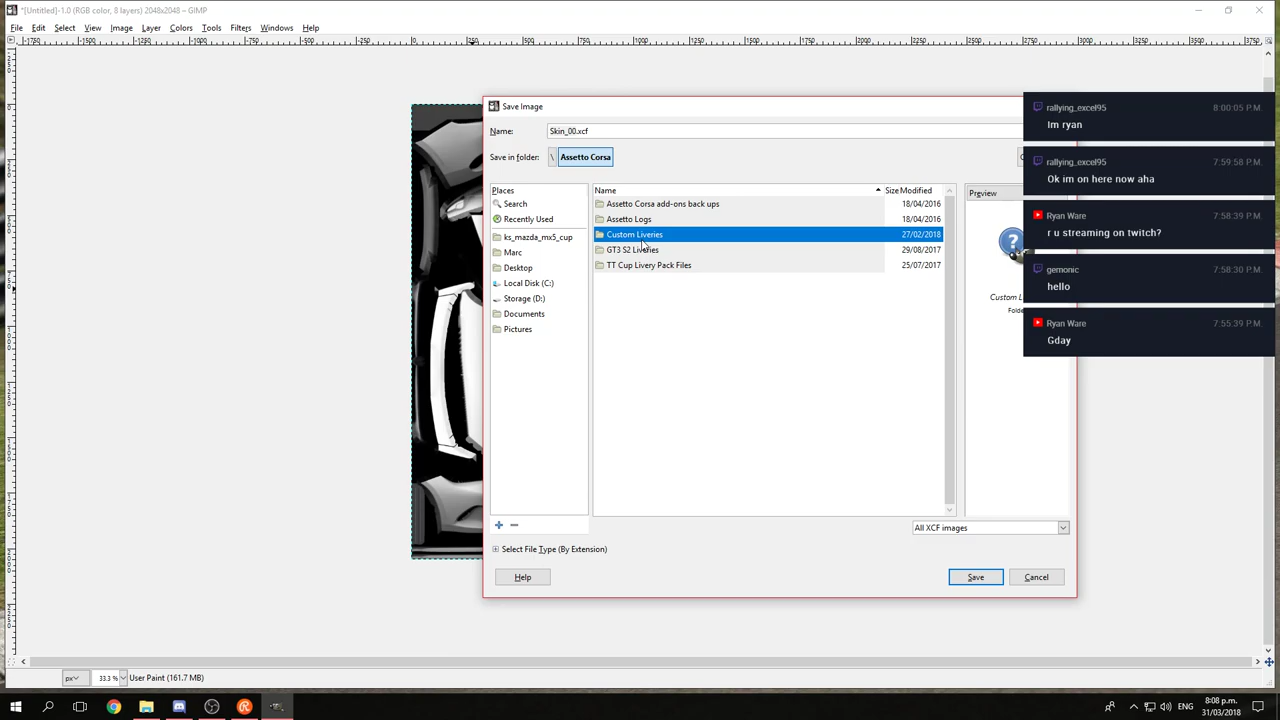 *[Untitled]-1.0 (RGB color, 8 layers) 2048x2048 – GIMP
File Edit Select View Image Layer Colors Tools Filters Windows Help
Save Image
Name: Skin_00.xcf
Save in folder: \ Assetto Corsa
Places
Search
Recently Used
ks_mazda_mx5_cup
Marc
Desktop
Local Disk (C:)
Storage (D:)
Documents
Pictures
Name Size Modified
Assetto Corsa add-ons back ups 18/04/2016
Assetto Logs 18/04/2016
Custom Liveries 27/02/2018
GT3 S2 Liveries 29/08/2017
TT Cup Livery Pack Files 25/07/2017
Preview
?
All XCF images
Select File Type (By Extension)
Help Save Cancel
rallying_excel95 8:00:05 P.M.
Im ryan
rallying_excel95 7:59:58 P.M.
Ok im on here now aha
Ryan Ware 7:58:39 P.M.
r u streaming on twitch?
gemonic 7:58:30 P.M.
hello
Ryan Ware 7:55:39 P.M.
Gday
px 33.3 % User Paint (161.7 MB)
ENG
8:08 p.m.
31/03/2018